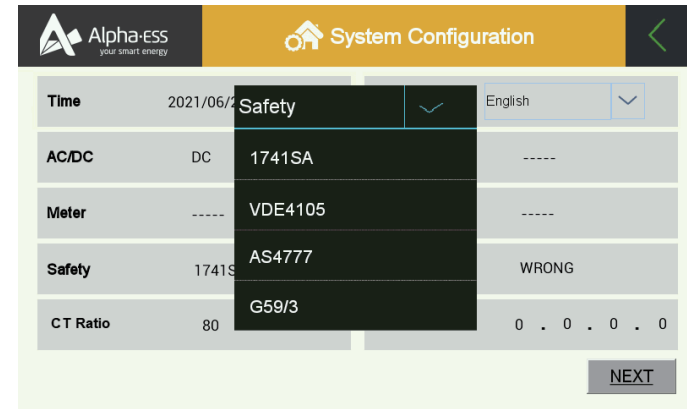 Alpha·ESS
your smart energy
System Configuration
Time 2021/06/2
English
Safety
AC/DC DC
1741SA
-----
Meter -----
VDE4105
-----
Safety 1741S
AS4777
WRONG
CT Ratio 80
G59/3
0 . 0 . 0 . 0
NEXT